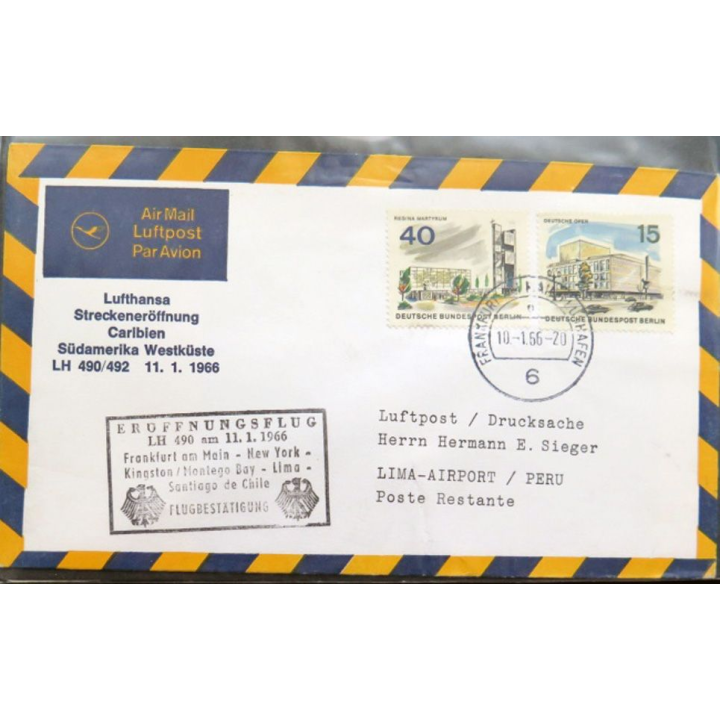 Air Mail
Luftpost
Par Avion
Lufthansa
Streckeneröffnung
Caribien
Südamerika Westküste
LH 490/492 11. 1. 1966
REGINA MARTYRUM
40
DEUTSCHE BUNDESPOST BERLIN
DEUTSCHE OPER
15
DEUTSCHE BUNDESPOST BERLIN
10.-1.66-20
6
ERÖFFNUNGSFLUG
LH 490 am 11.1.1966
Frankfurt am Main - New York -
Kingston/Montego Bay - Lima -
Santiago de Chile
FLUGBESTÄTIGUNG
Luftpost / Drucksache
Herrn Hermann E. Sieger
LIMA-AIRPORT / PERU
Poste Restante